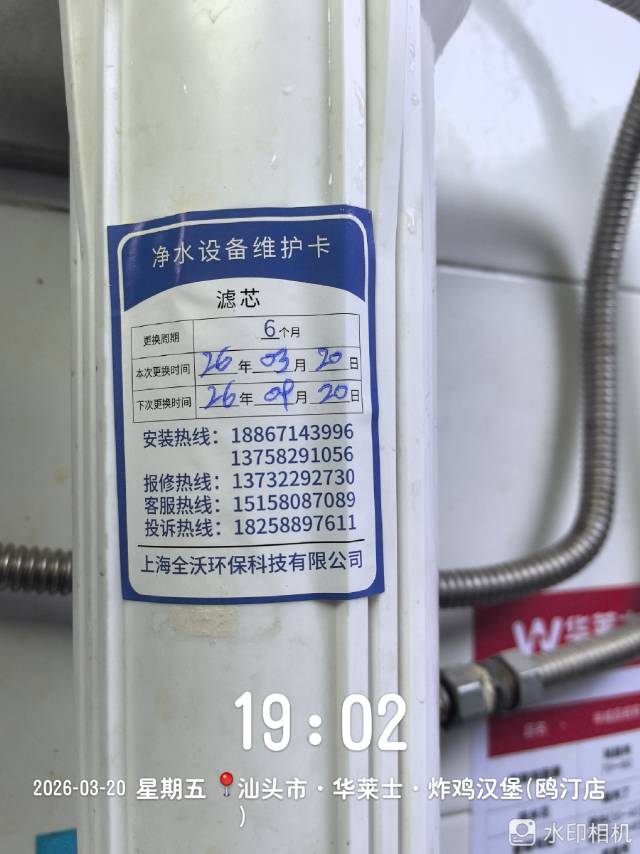 净水设备维护卡
滤芯
更换周期 6个月
本次更换时间 26年03月20日
下次更换时间 26年09月20日
安装热线：18867143996
13758291056
报修热线：13732292730
客服热线：15158087089
投诉热线：18258897611
上海全沃环保科技有限公司
W华莱士
19:02
2026-03-20 星期五 汕头市·华莱士·炸鸡汉堡(鸥汀店
)
水印相机